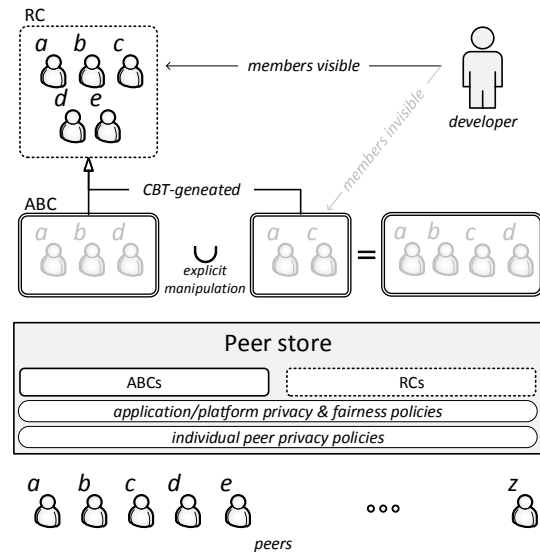 RC
a b c
d e
members visible
developer
members invisible
CBT-geneated
ABC
a b d
∪
explicit
manipulation
a c
=
a b c d
Peer store
ABCs
RCs
application/platform privacy & fairness policies
individual peer privacy policies
a b c d e z
peers